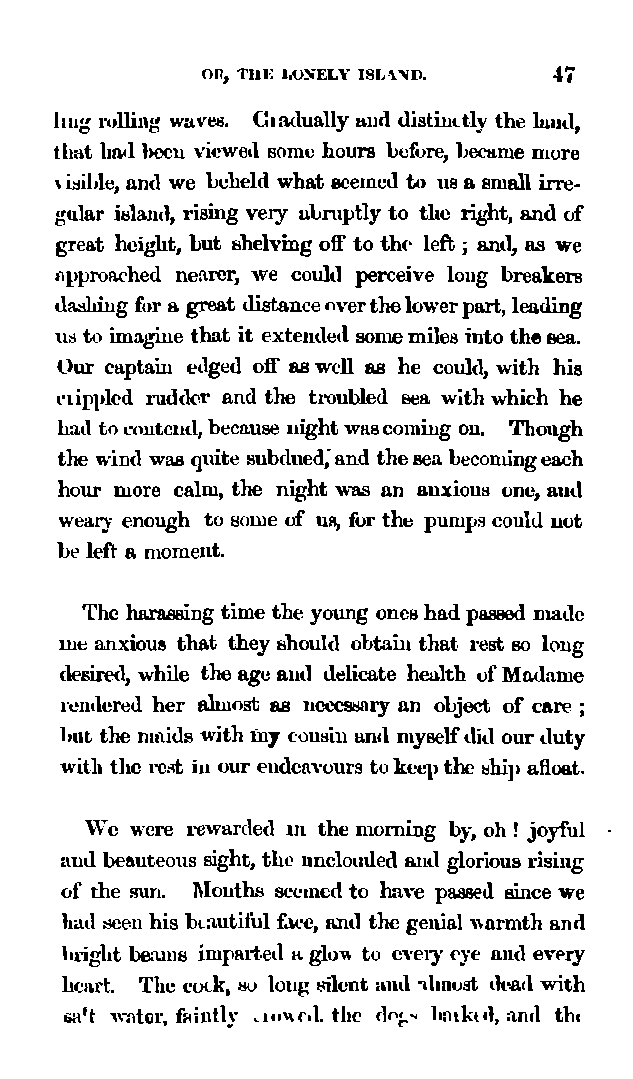 OR, THE LONELY ISLAND. 47
ling rolling waves. Gradually and distinctly the land,
that had been viewed some hours before, became more
visible, and we beheld what seemed to us a small irre-
gular island, rising very abruptly to the right, and of
great height, but shelving off to the left; and, as we
approached nearer, we could perceive long breakers
dashing for a great distance over the lower part, leading
us to imagine that it extended some miles into the sea.
Our captain edged off as well as he could, with his
crippled rudder and the troubled sea with which he
had to contend, because night was coming on. Though
the wind was quite subdued, and the sea becoming each
hour more calm, the night was an anxious one, and
weary enough to some of us, for the pumps could not
be left a moment.
The harassing time the young ones had passed made
me anxious that they should obtain that rest so long
desired, while the age and delicate health of Madame
rendered her almost as necessary an object of care;
but the maids with my cousin and myself did our duty
with the rest in our endeavours to keep the ship afloat.
We were rewarded in the morning by, oh! joyful
and beauteous sight, the unclouded and glorious rising
of the sun. Months seemed to have passed since we
had seen his beautiful face, and the genial warmth and
bright beams imparted a glow to every eye and every
heart. The cock, so long silent and almost dead with
salt water, faintly crowed, the dogs barked, and the